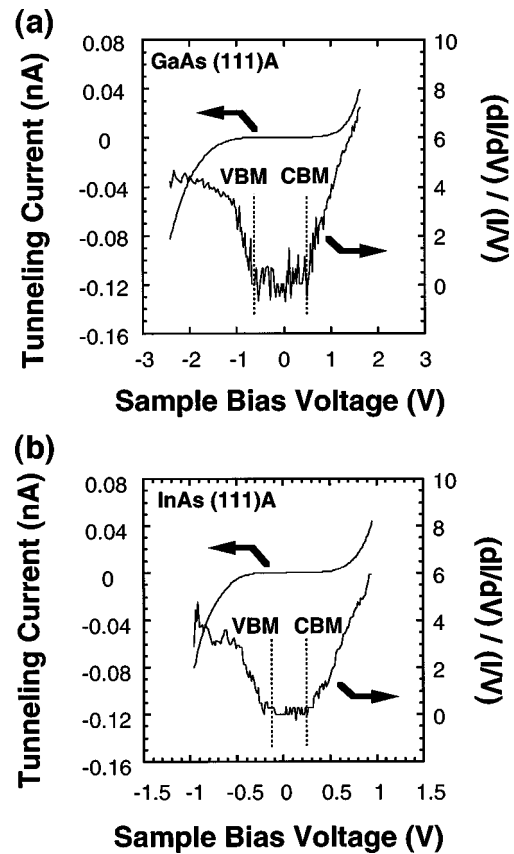 (a)
0.08
0.04
0
-0.04
-0.08
-0.12
-0.16
Tunneling Current (nA)
GaAs (111)A
VBM CBM
10
8
6
4
2
0
(dI/dV) / (I/V)
-3 -2 -1 0 1 2 3
Sample Bias Voltage (V)
(b)
0.08
0.04
0
-0.04
-0.08
-0.12
-0.16
Tunneling Current (nA)
InAs (111)A
VBM CBM
10
8
6
4
2
0
(dI/dV) / (I/V)
-1.5 -1 -0.5 0 0.5 1 1.5
Sample Bias Voltage (V)